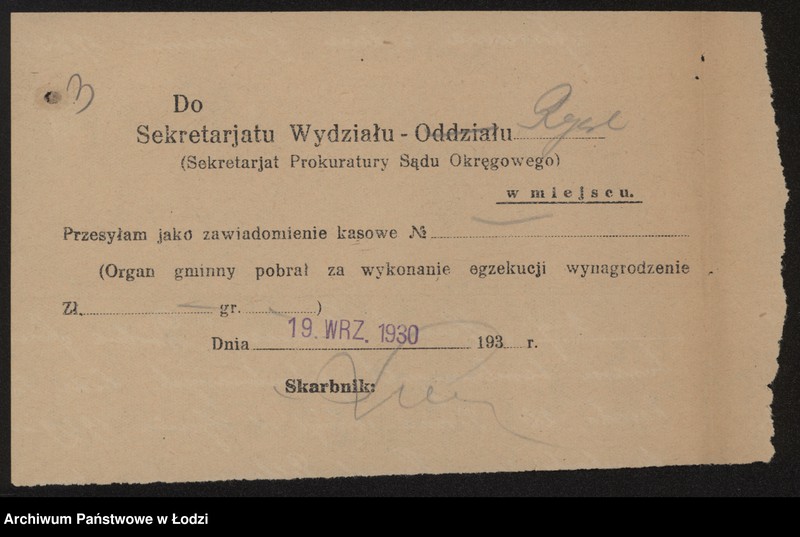 3
Do
Sekretarjatu Wydziału - Oddziału
(Sekretarjat Prokuratury Sądu Okręgowego)
w miejscu.
Przesyłam jako zawiadomienie kasowe №
(Organ gminny pobrał za wykonanie egzekucji wynagrodzenie
Zł. — gr. — )
Dnia 19. WRZ. 1930 193 r.
Skarbnik:
Archiwum Państwowe w Łodzi